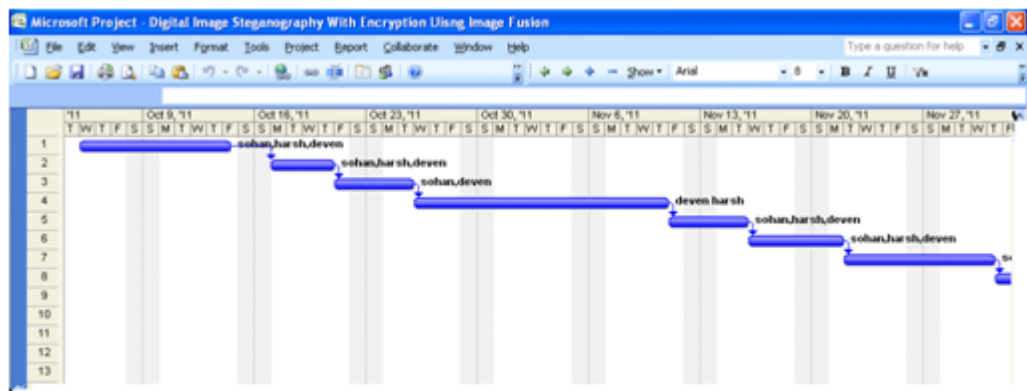 Microsoft Project - Digital Image Steganography With Encryption Uisng Image Fusion
File Edit View Insert Format Tools Project Report Collaborate Window Help Type a question for help
Show Arial 8 B I U
'11 Oct 9, '11 Oct 16, '11 Oct 23, '11 Oct 30, '11 Nov 6, '11 Nov 13, '11 Nov 20, '11 Nov 27, '11
T W T F S S M T W T F S S M T W T F S S M T W T F S S M T W T F S S M T W T F S S M T W T F S S M T W T F S S M T W T F
1 sohan,harsh,deven
2 sohan,harsh,deven
3 sohan,deven
4 deven harsh
5 sohan,harsh,deven
6 sohan,harsh,deven
7
8
9
10
11
12
13